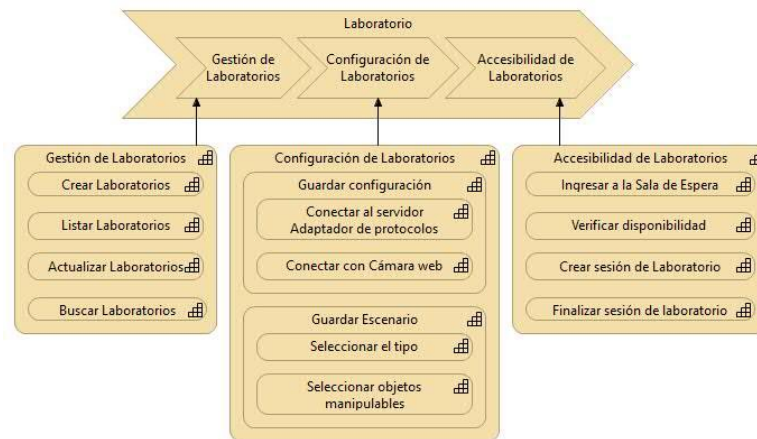 Laboratorio
Gestión de
Laboratorios
Configuración de
Laboratorios
Accesibilidad de
Laboratorios
Gestión de Laboratorios
Crear Laboratorios
Listar Laboratorios
Actualizar Laboratorios
Buscar Laboratorios
Configuración de Laboratorios
Guardar configuración
Conectar al servidor
Adaptador de protocolos
Conectar con Cámara web
Guardar Escenario
Seleccionar el tipo
Seleccionar objetos
manipulables
Accesibilidad de Laboratorios
Ingresar a la Sala de Espera
Verificar disponibilidad
Crear sesión de Laboratorio
Finalizar sesión de laboratorio